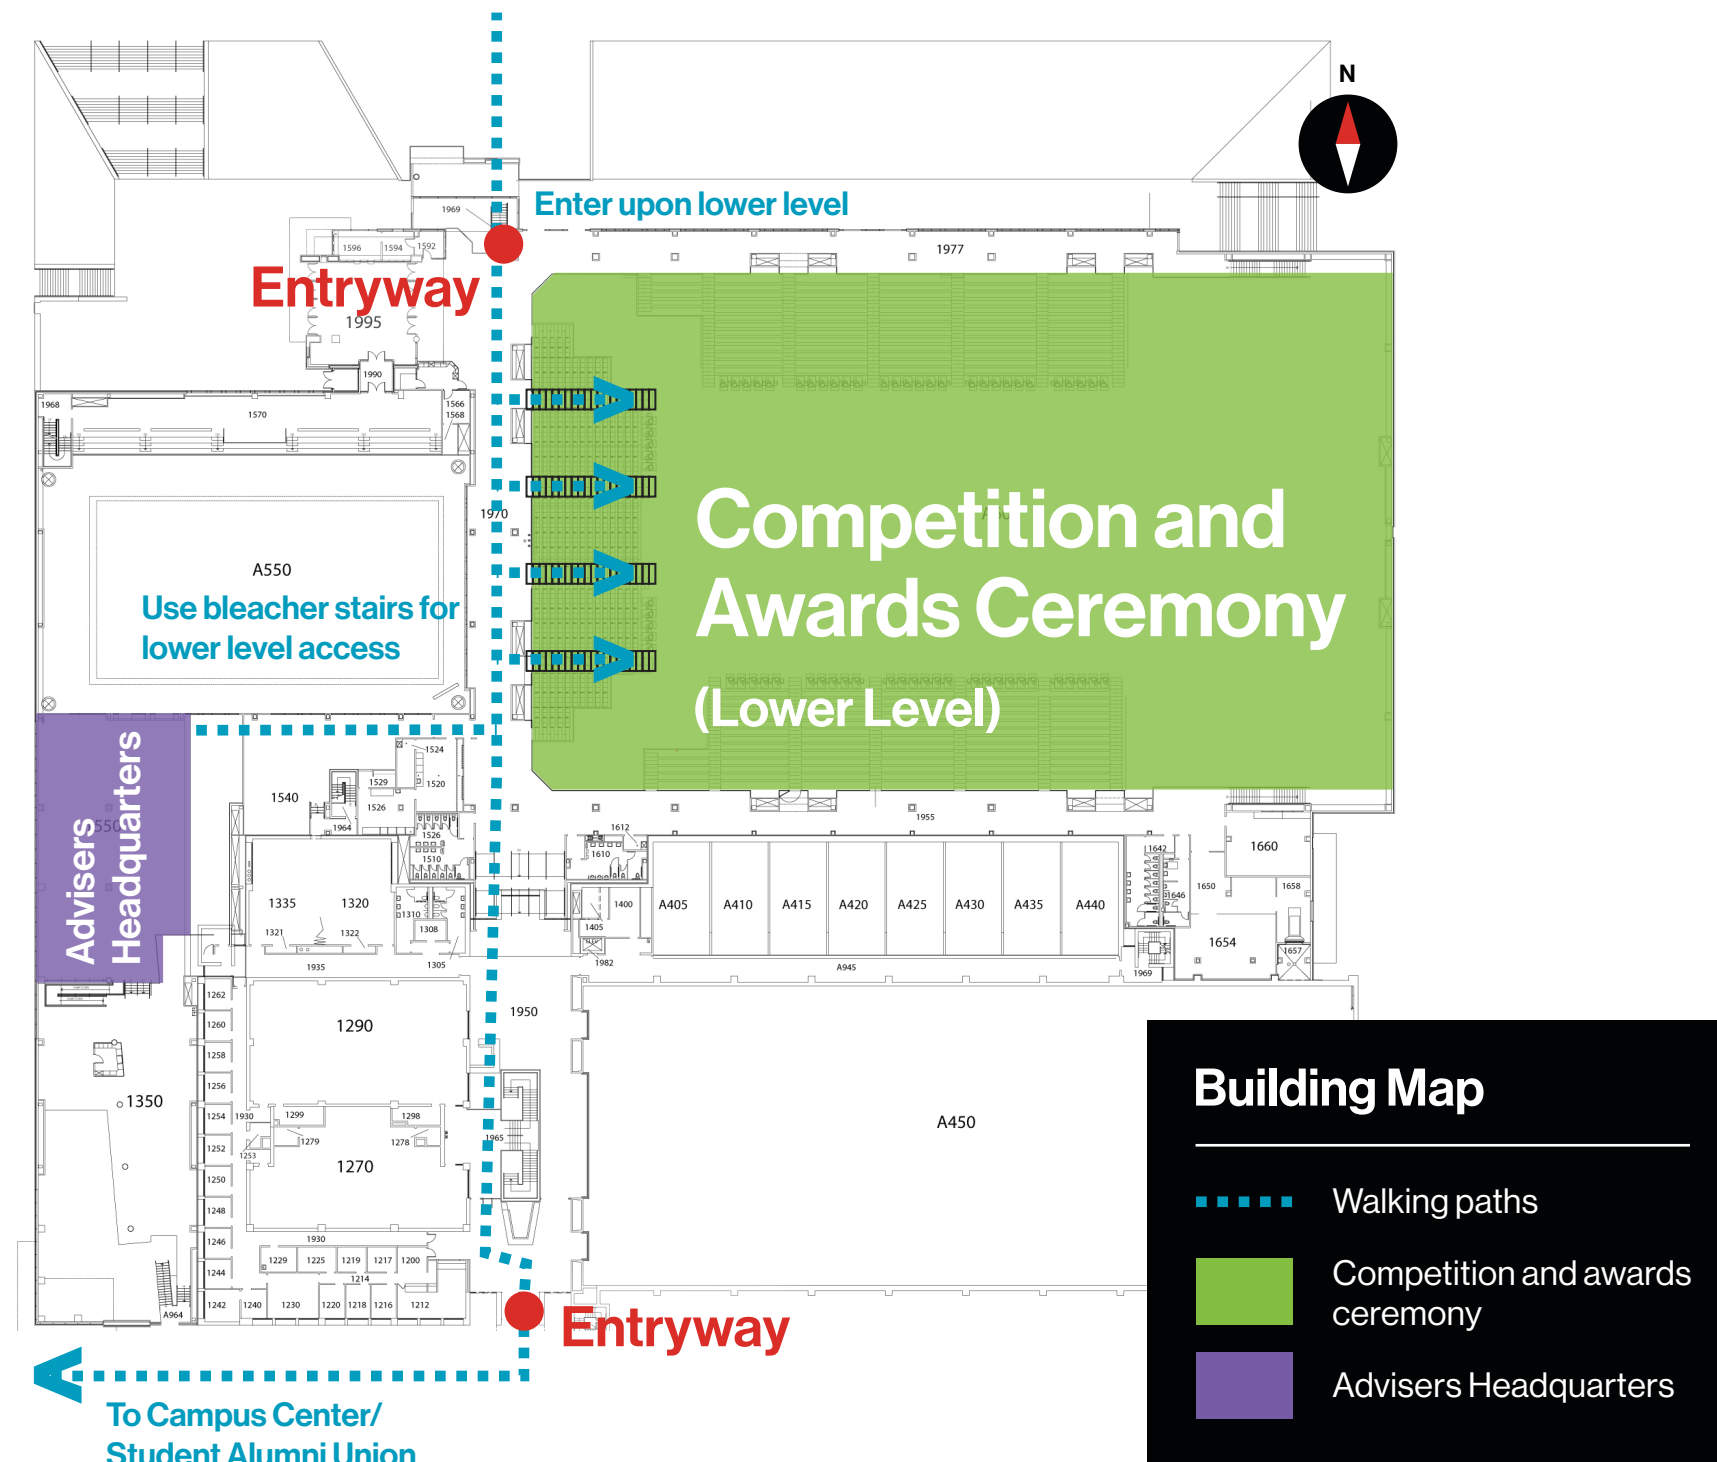 N
Enter upon lower level
1969
1977
1596
1594
1592
Entryway
1995
1990
1968
1570
1566
1568
1970
Competition and
Awards Ceremony
(Lower Level)
A550
Use bleacher stairs for
lower level access
Advisers
Headquarters
1524
1529
1520
1540
1526
1964
1526
1510
1612
1610
1955
1642
1660
1646
1650
1658
1335
1320
1310
1308
1321
1322
1305
1400
1405
1982
A405
A410
A415
A420
A425
A430
A435
A440
1654
1657
1935
A945
1969
1262
1260
1258
1256
1254
1252
1250
1248
1246
1244
1242
1290
1950
1350
1930
1299
1298
1279
1278
1253
1965
1270
A450
1930
1229
1225
1219
1217
1200
1214
1240
1230
1220
1218
1216
1212
A964
Entryway
To Campus Center/
Student Alumni Union
Building Map
Walking paths
Competition and awards
ceremony
Advisers Headquarters